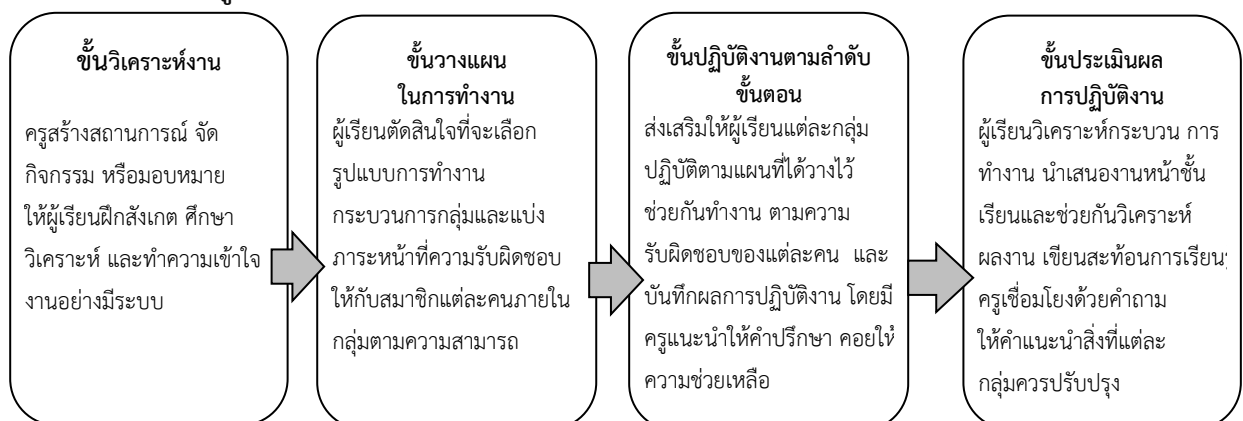 ขั้นวิเคราะห์งาน
ครูสร้างสถานการณ์ จัด
กิจกรรม หรือมอบหมาย
ให้ผู้เรียนฝึกสังเกต ศึกษา
วิเคราะห์ และทำความเข้าใจ
งานอย่างมีระบบ
ขั้นวางแผน
ในการทำงาน
ผู้เรียนตัดสินใจที่จะเลือก
รูปแบบการทำงาน
กระบวนการกลุ่มและแบ่ง
ภาระหน้าที่ความรับผิดชอบ
ให้กับสมาชิกแต่ละคนภายใน
กลุ่มตามความสามารถ
ขั้นปฏิบัติงานตามลำดับ
ขั้นตอน
ส่งเสริมให้ผู้เรียนแต่ละกลุ่ม
ปฏิบัติตามแผนที่ได้วางไว้
ช่วยกันทำงาน ตามความ
รับผิดชอบของแต่ละคน และ
บันทึกผลการปฏิบัติงาน โดยมี
ครูแนะนำให้คำปรึกษา คอยให้
ความช่วยเหลือ
ขั้นประเมินผล
การปฏิบัติงาน
ผู้เรียนวิเคราะห์กระบวน การ
ทำงาน นำเสนองานหน้าชั้น
เรียนและช่วยกันวิเคราะห์
ผลงาน เขียนสะท้อนการเรียน
ครูเชื่อมโยงด้วยคำถาม
ให้คำแนะนำสิ่งที่แต่ละ
กลุ่มควรปรับปรุง